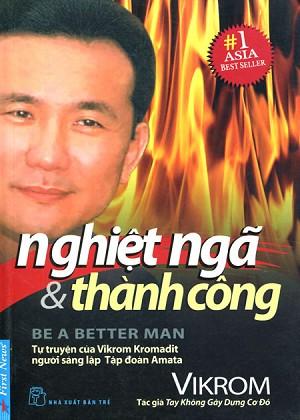 #1
ASIA
BEST SELLER
nghiệt ngã
& thành công
BE A BETTER MAN
Tự truyện của Vikrom Kromadit
người sáng lập Tập đoàn Amata
VIKROM
Tác giả Tay Không Gây Dựng Cơ Đồ
First News
NHÀ XUẤT BẢN TRẺ